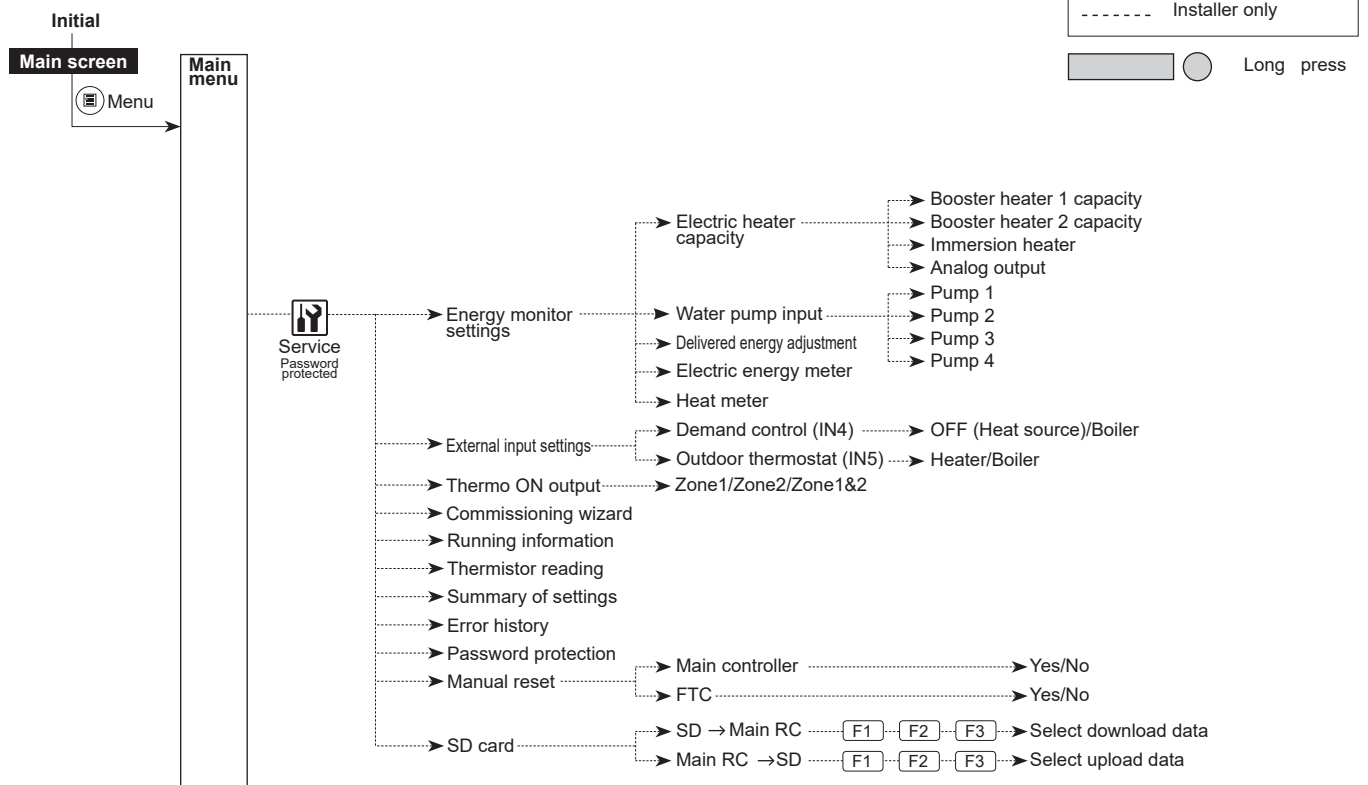 Initial
Installer only
Main screen
Main
menu
Long press
Menu
Service
Password
protected
Energy monitor
settings
Electric heater
capacity
Booster heater 1 capacity
Booster heater 2 capacity
Immersion heater
Analog output
Water pump input
Pump 1
Pump 2
Pump 3
Pump 4
Delivered energy adjustment
Electric energy meter
Heat meter
External input settings
Demand control (IN4)
OFF (Heat source)/Boiler
Outdoor thermostat (IN5)
Heater/Boiler
Thermo ON output
Zone1/Zone2/Zone1&2
Commissioning wizard
Running information
Thermistor reading
Summary of settings
Error history
Password protection
Manual reset
Main controller
Yes/No
FTC
Yes/No
SD card
SD → Main RC
F1
F2
F3
Select download data
Main RC →SD
F1
F2
F3
Select upload data